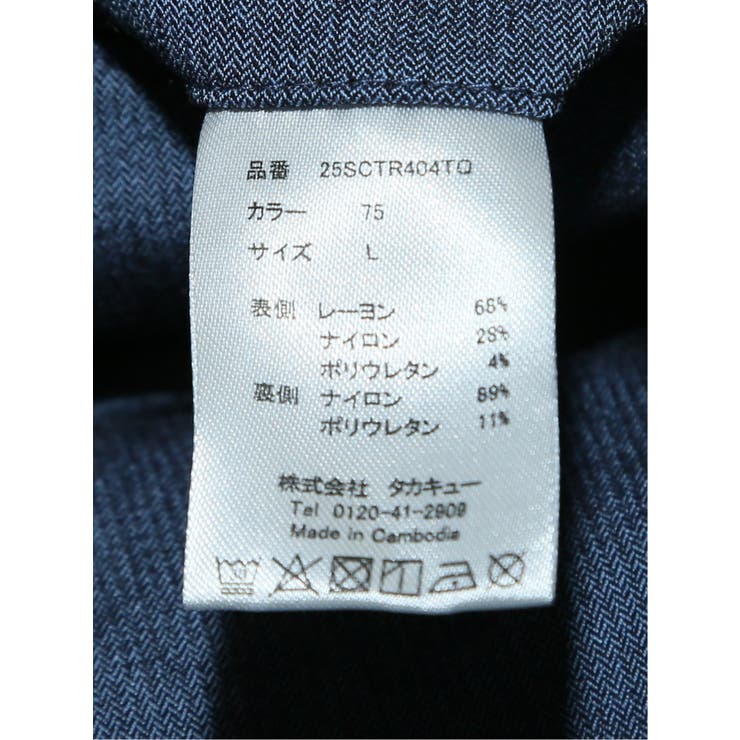 品番 25SCTR404TQ
カラー 75
サイズ L
表側 レーヨン 68%
ナイロン 28%
ポリウレタン 4%
裏側 ナイロン 89%
ポリウレタン 11%
株式会社 タカキュー
Tel 0120-41-2909
Made in Cambodia